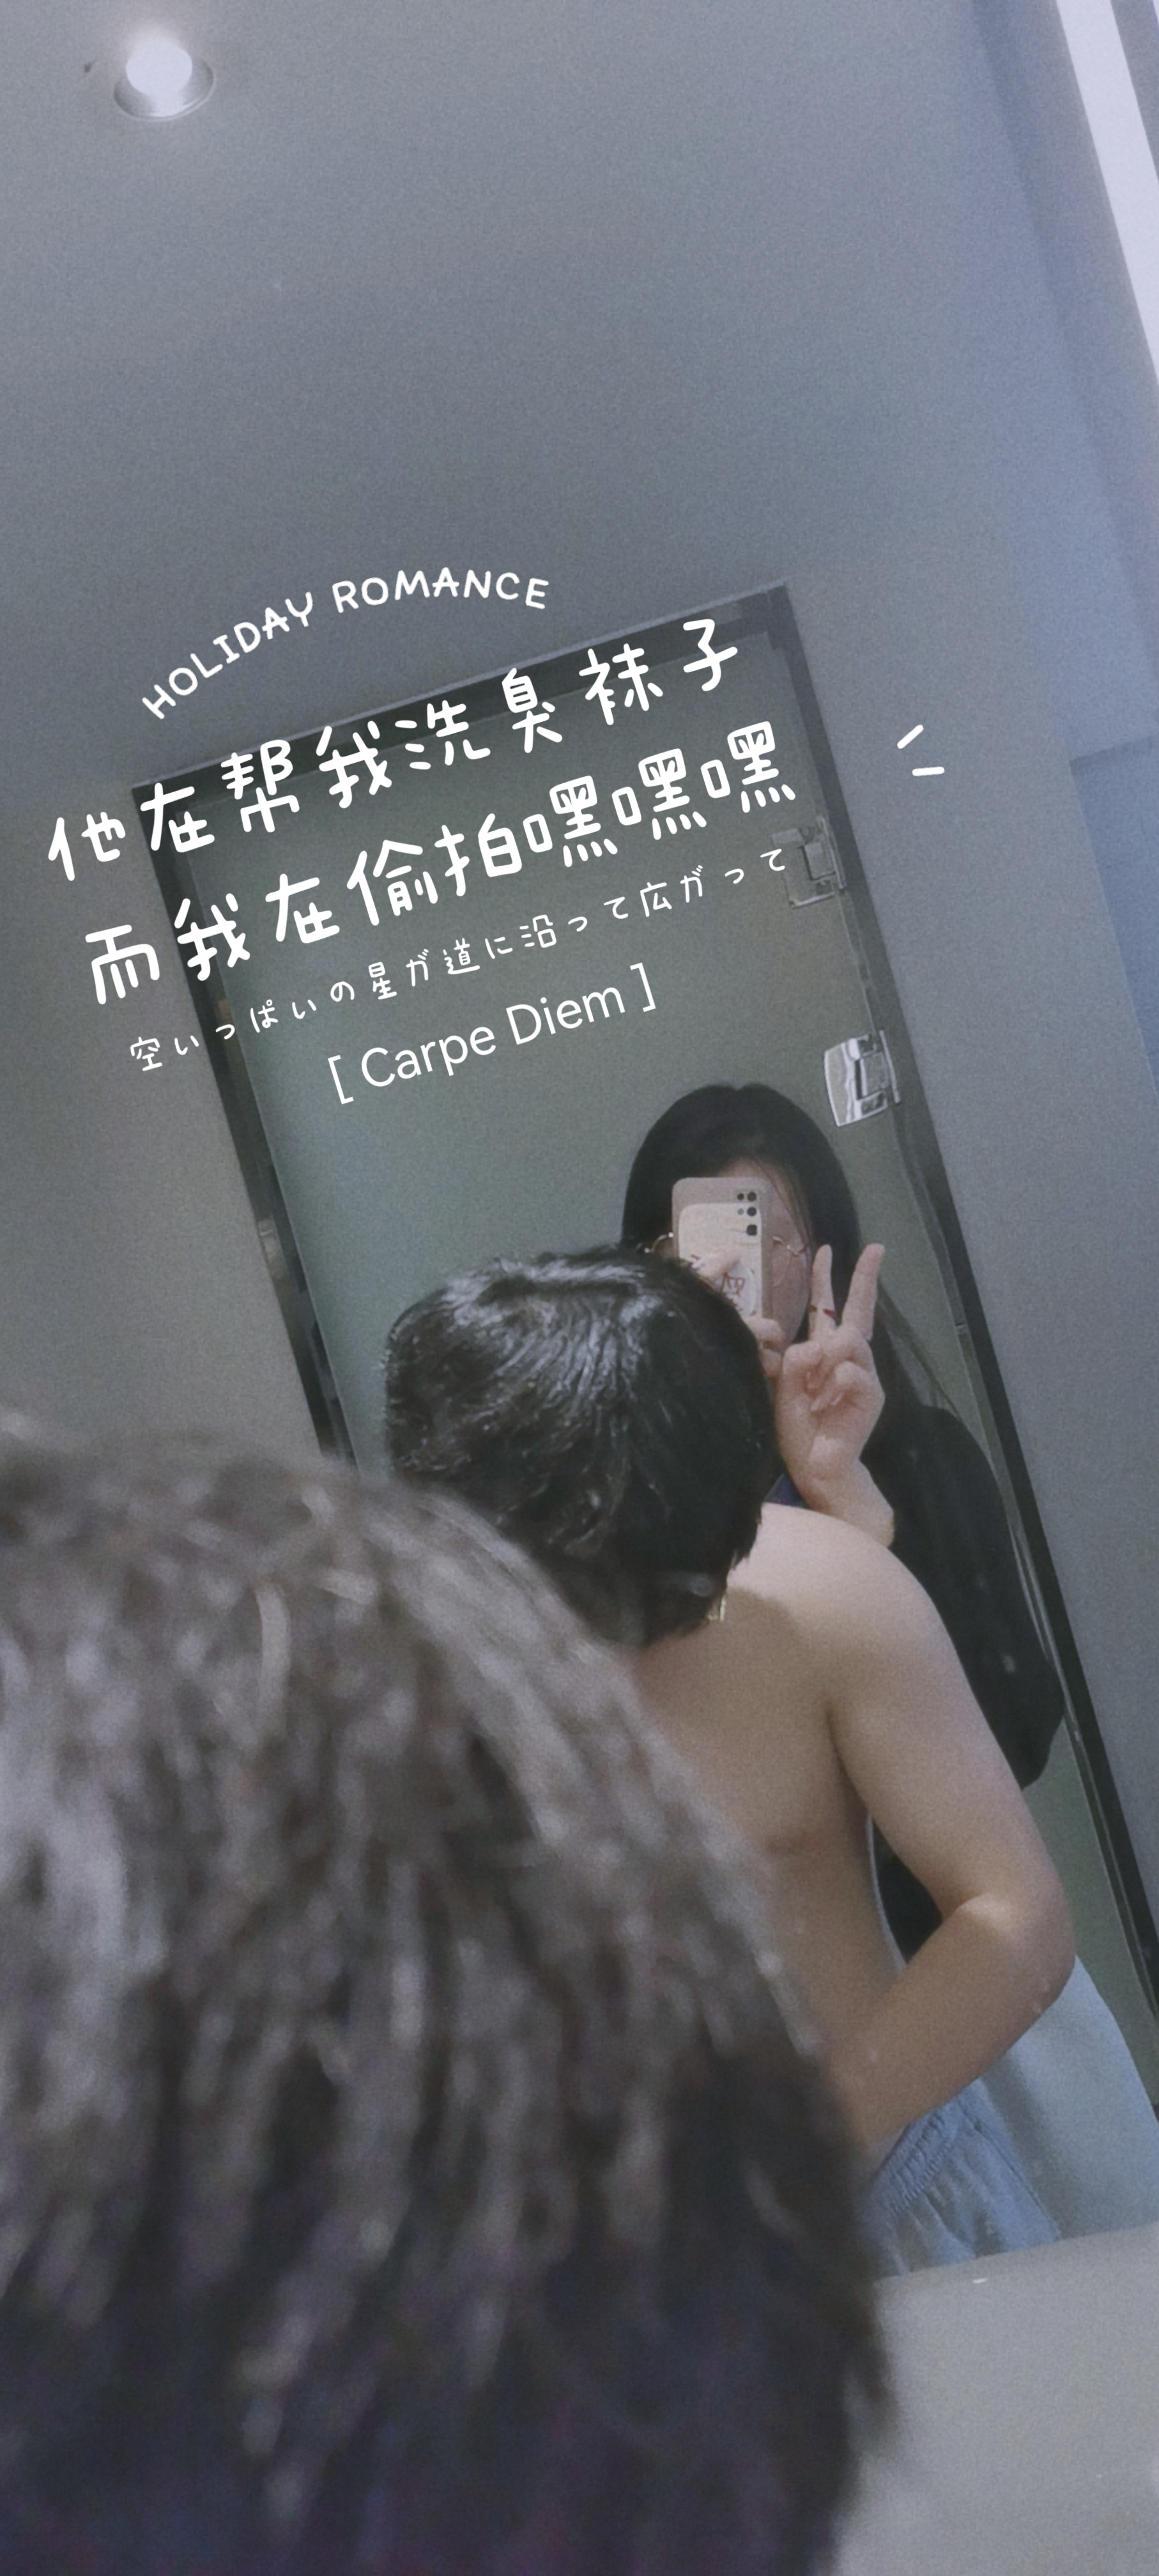 HOLIDAY ROMANCE
他在帮我洗臭袜子
而我在偷拍嘿嘿嘿
空いっぱいの星が道に沿って広がって
[ Carpe Diem ]